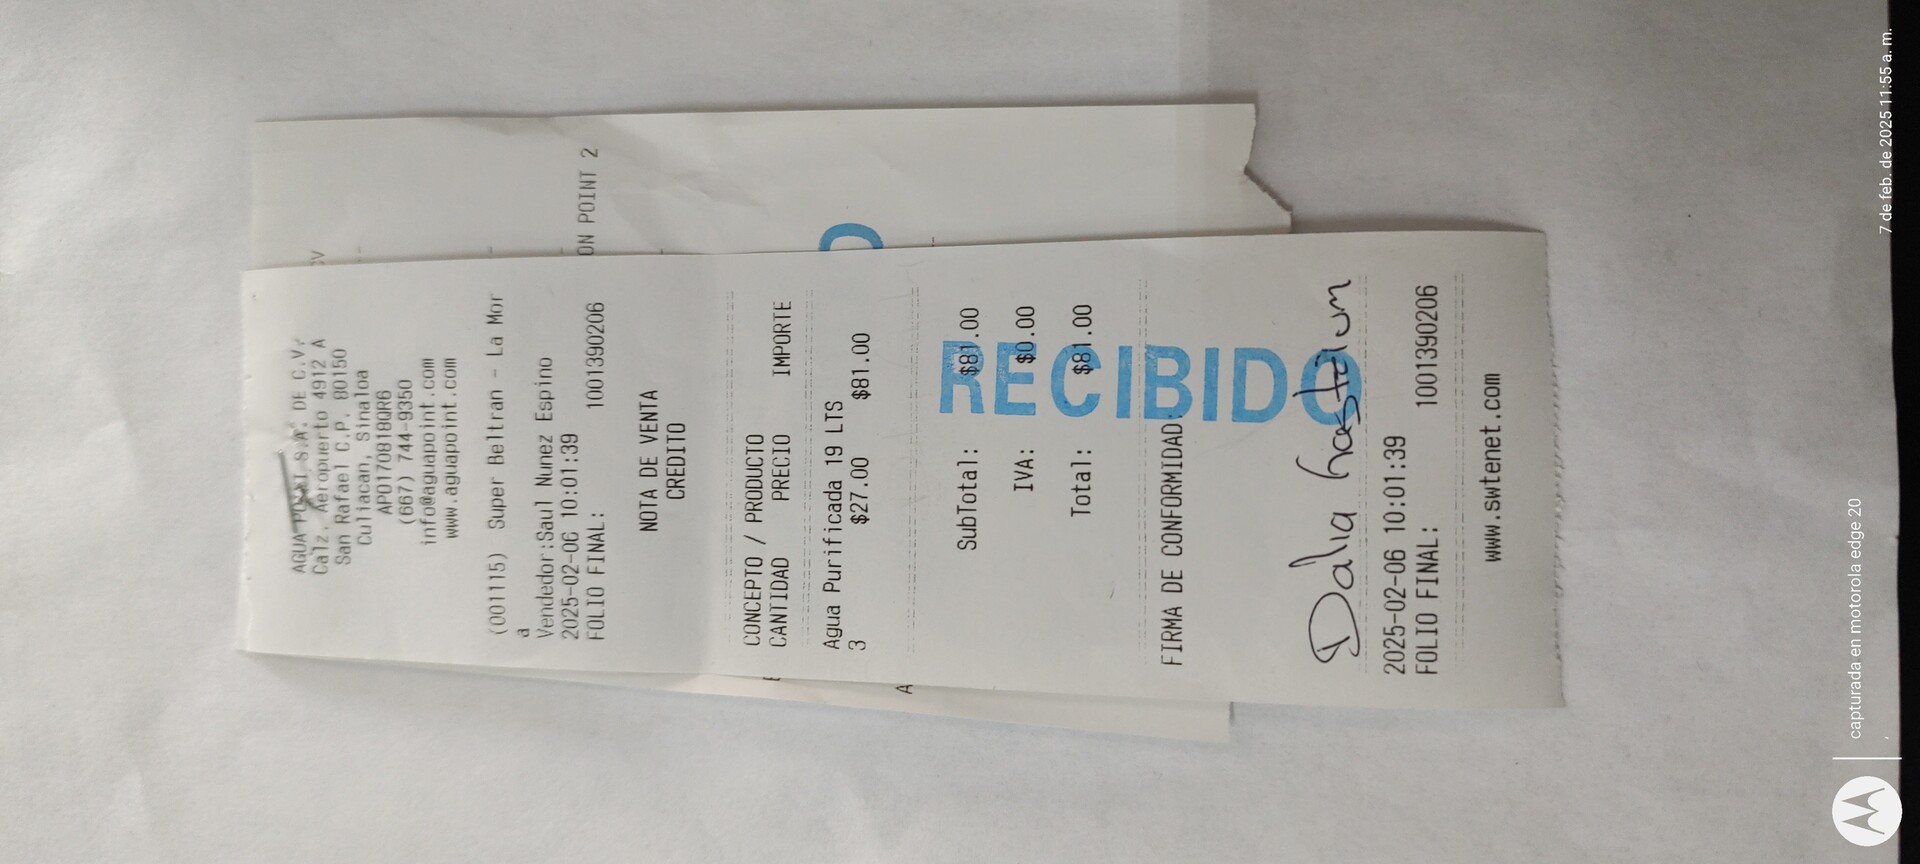 AGUA POINT S.A. DE C.V.
Calz. Aeropuerto 4912 A
San Rafael C.P. 80150
Culiacan, Sinaloa
APO170818QR6
(667) 744-9350
info@aguapoint.com
www.aguapoint.com
(001115) Super Beltran - La Mor
a
Vendedor:Saul Nunez Espino
2025-02-06 10:01:39
FOLIO FINAL: 1001390206
NOTA DE VENTA
CREDITO
CONCEPTO / PRODUCTO
CANTIDAD PRECIO IMPORTE
Agua Purificada 19 LTS
3 $27.00 $81.00
SubTotal: $81.00
IVA: $0.00
Total: $81.00
RECIBIDO
FIRMA DE CONFORMIDAD:
Dalia
2025-02-06 10:01:39
FOLIO FINAL: 1001390206
www.swtenet.com
CV
ON POINT 2
capturada en motorola edge 20
7 de feb. de 2025 11:55 a. m.